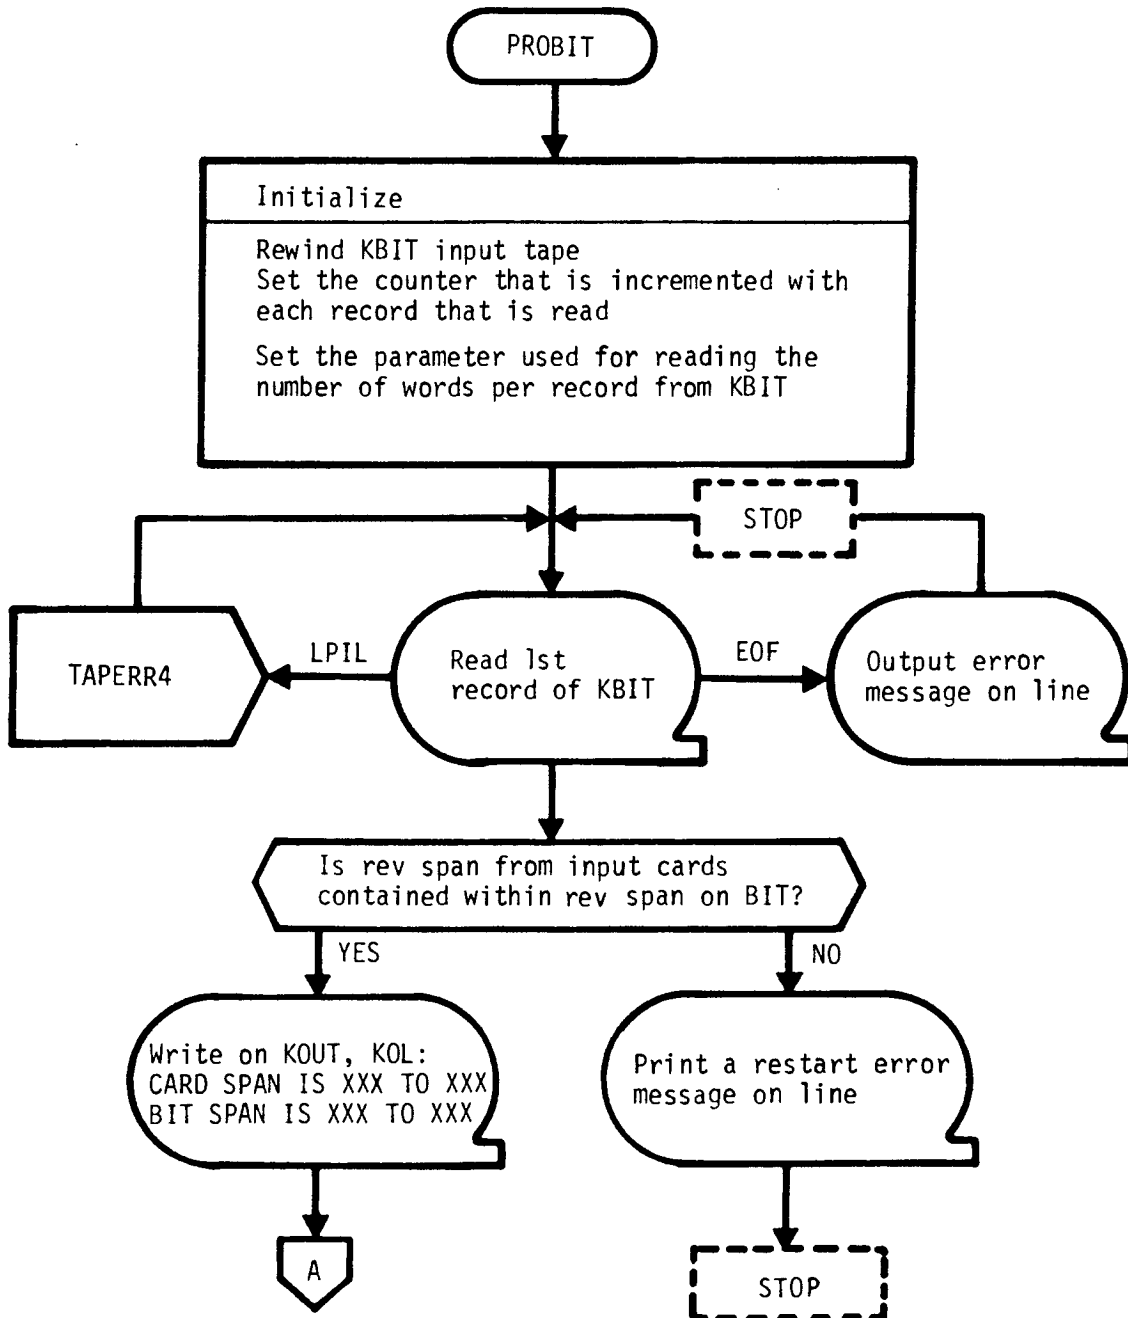 PROBIT
Initialize
Rewind KBIT input tape
Set the counter that is incremented with
each record that is read
Set the parameter used for reading the
number of words per record from KBIT
STOP
TAPERR4
LPIL
Read 1st
record of KBIT
EOF
Output error
message on line
Is rev span from input cards
contained within rev span on BIT?
YES
NO
Write on KOUT, KOL:
CARD SPAN IS XXX TO XXX
BIT SPAN IS XXX TO XXX
Print a restart error
message on line
A
STOP